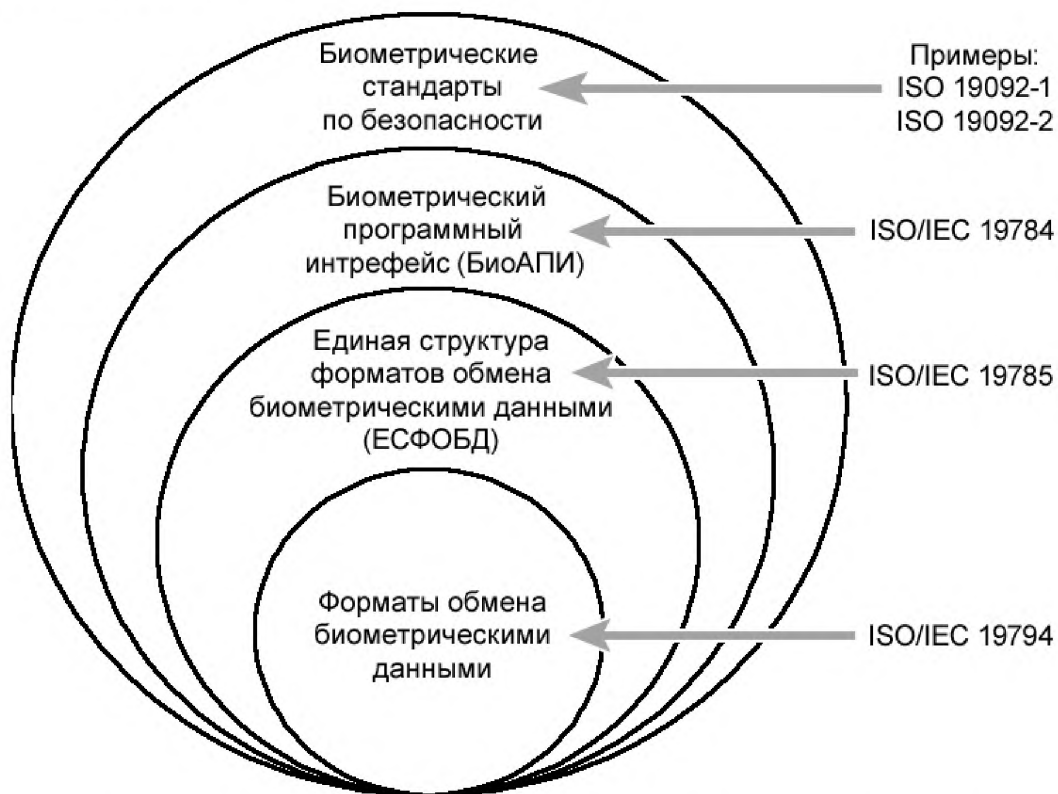 Биометрические
стандарты
по безопасности
Примеры:
ISO 19092-1
ISO 19092-2
Биометрический
программный
интрефейс (БиоАПИ)
ISO/IEC 19784
Единая структура
форматов обмена
биометрическими данными
(ЕСФОБД)
ISO/IEC 19785
Форматы обмена
биометрическими
данными
ISO/IEC 19794